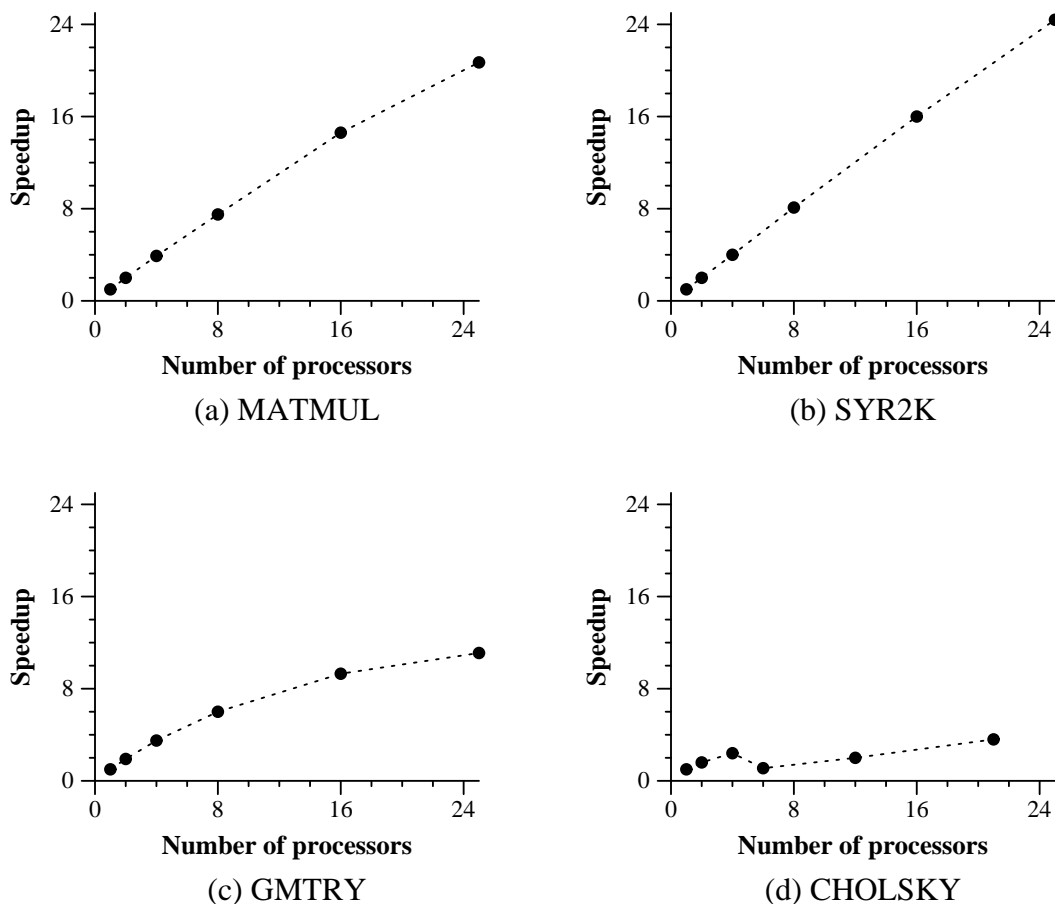 24
16
8
0
Speedup
0 8 16 24
Number of processors
(a) MATMUL
24
16
8
0
Speedup
0 8 16 24
Number of processors
(b) SYR2K
24
16
8
0
Speedup
0 8 16 24
Number of processors
(c) GMTRY
24
16
8
0
Speedup
0 8 16 24
Number of processors
(d) CHOLSKY